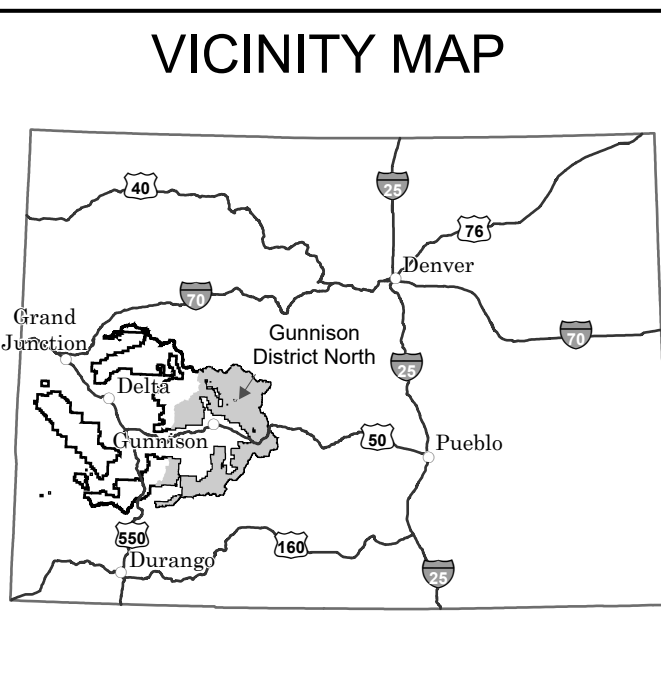 VICINITY MAP
40
25
76
Denver
70
Grand
Junction
Gunnison
District North
70
25
Delta
Gunnison
50
Pueblo
550
160
Durango
25